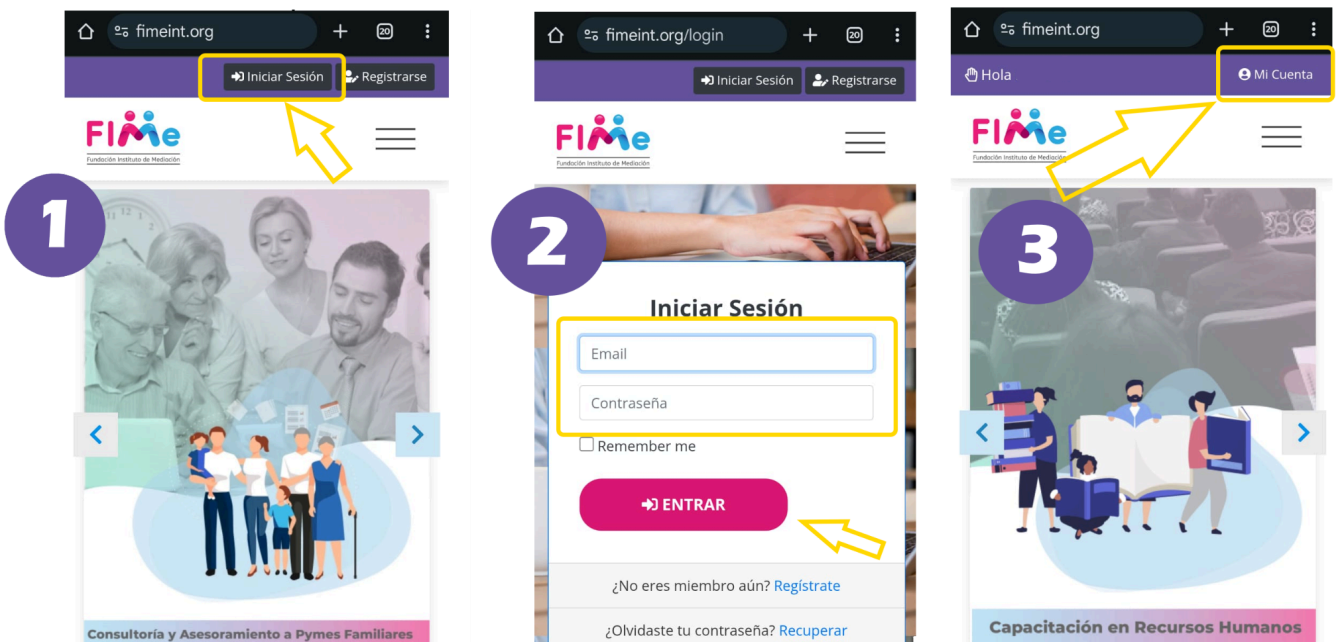 fimeint.org
20
Iniciar Sesión
Registrarse
FIMe
Fundación Instituto de Mediación
1
Consultoría y Asesoramiento a Pymes Familiares
fimeint.org/login
20
Iniciar Sesión
Registrarse
FIMe
Fundación Instituto de Mediación
2
Iniciar Sesión
Email
Contraseña
Remember me
ENTRAR
¿No eres miembro aún? Regístrate
¿Olvidaste tu contraseña? Recuperar
fimeint.org
20
Hola
Mi Cuenta
FIMe
Fundación Instituto de Mediación
3
Capacitación en Recursos Humanos